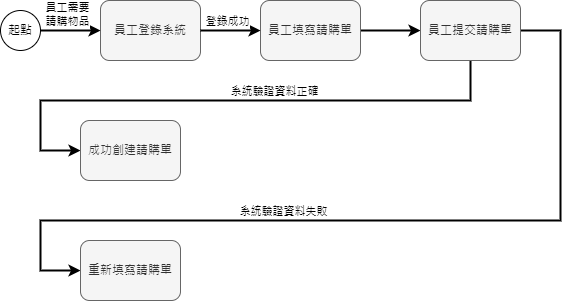 員工需要
請購物品
起點
員工登錄系統
登錄成功
員工填寫請購單
員工提交請購單
系統驗證資料正確
成功創建請購單
系統驗證資料失敗
重新填寫請購單